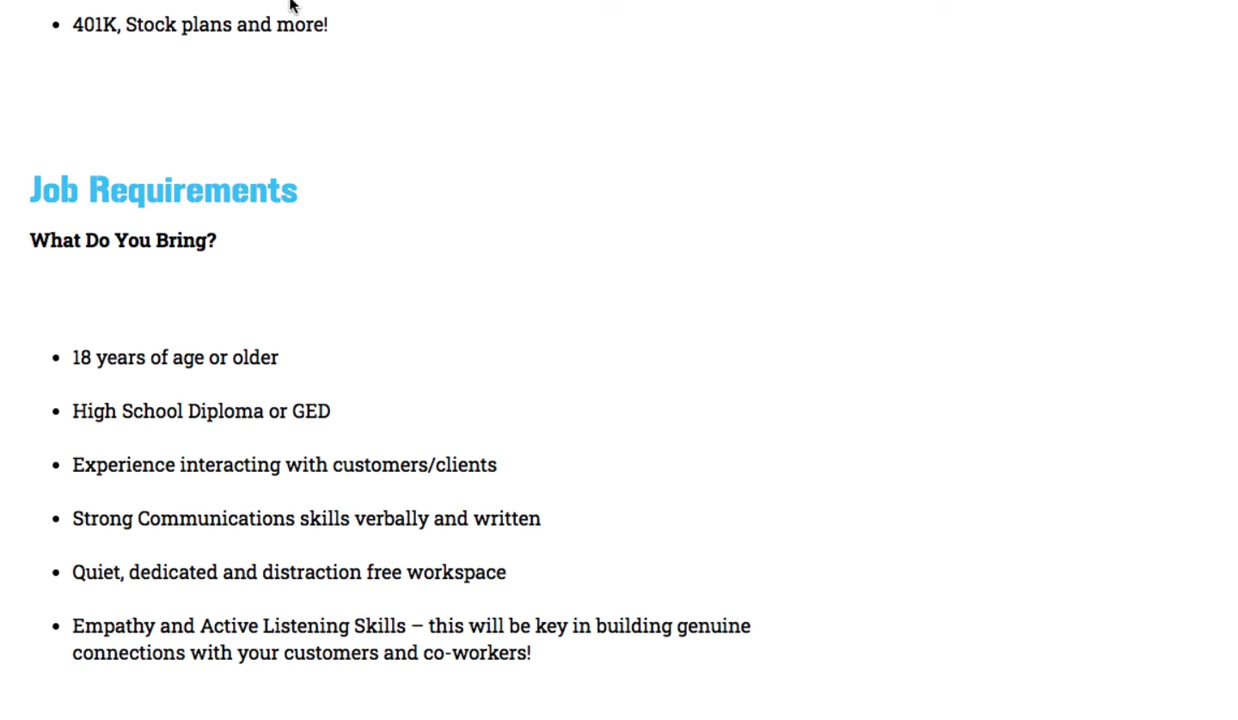 • 401K, Stock plans and more!
Job Requirements
What Do You Bring?
• 18 years of age or older
• High School Diploma or GED
• Experience interacting with customers/clients
• Strong Communications skills verbally and written
• Quiet, dedicated and distraction free workspace
• Empathy and Active Listening Skills – this will be key in building genuine
connections with your customers and co-workers!